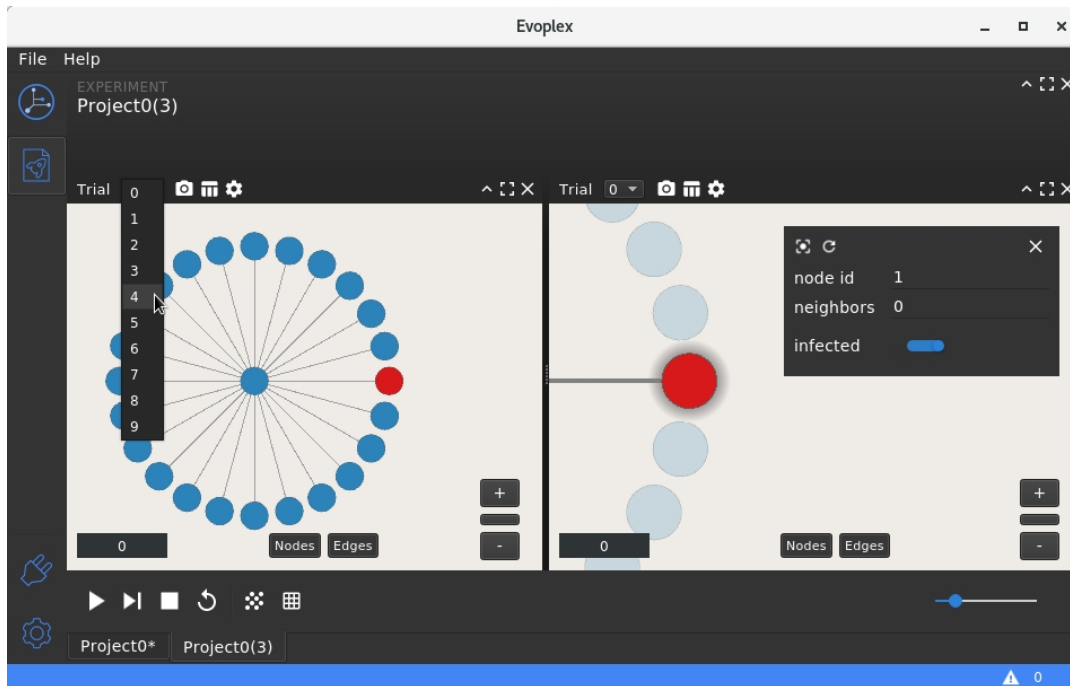 Evoplex
File Help
EXPERIMENT
Project0(3)
Trial
0
1
2
3
4
5
6
7
8
9
0
Nodes Edges
+
-
Trial 0
node id 1
neighbors 0
infected
0
Nodes Edges
+
-
Project0* Project0(3)
0